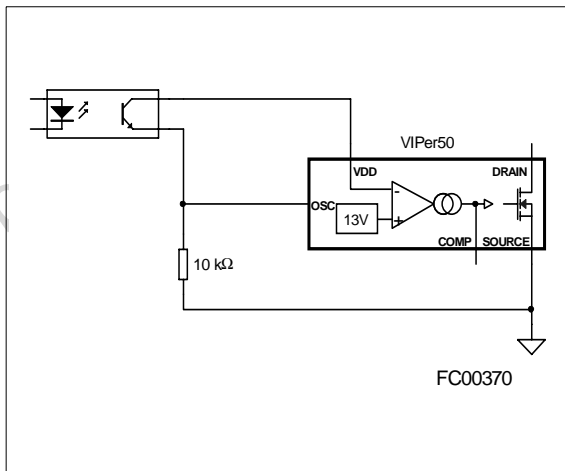 VIPer50
VDD
DRAIN
-
OSC
13V
+
COMP
SOURCE
10 kΩ
FC00370